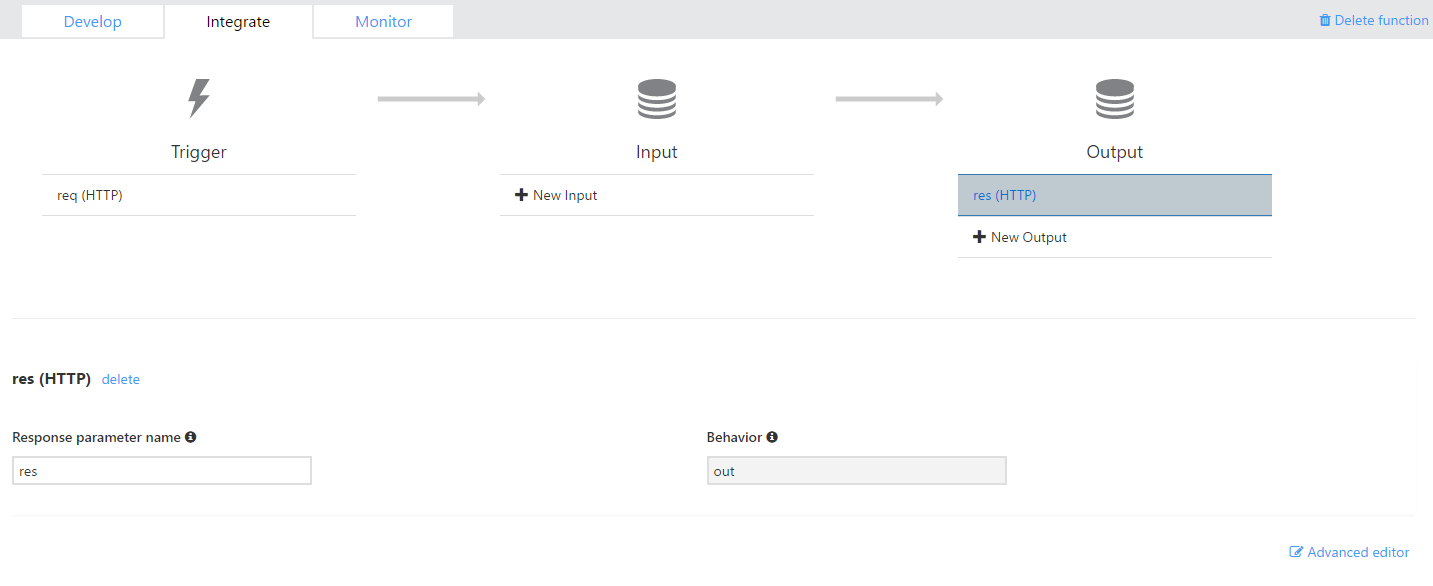 Develop Integrate Monitor Delete function
Trigger Input Output
req (HTTP) New Input res (HTTP)
New Output
res (HTTP) delete
Response parameter name Behavior
res out
Advanced editor